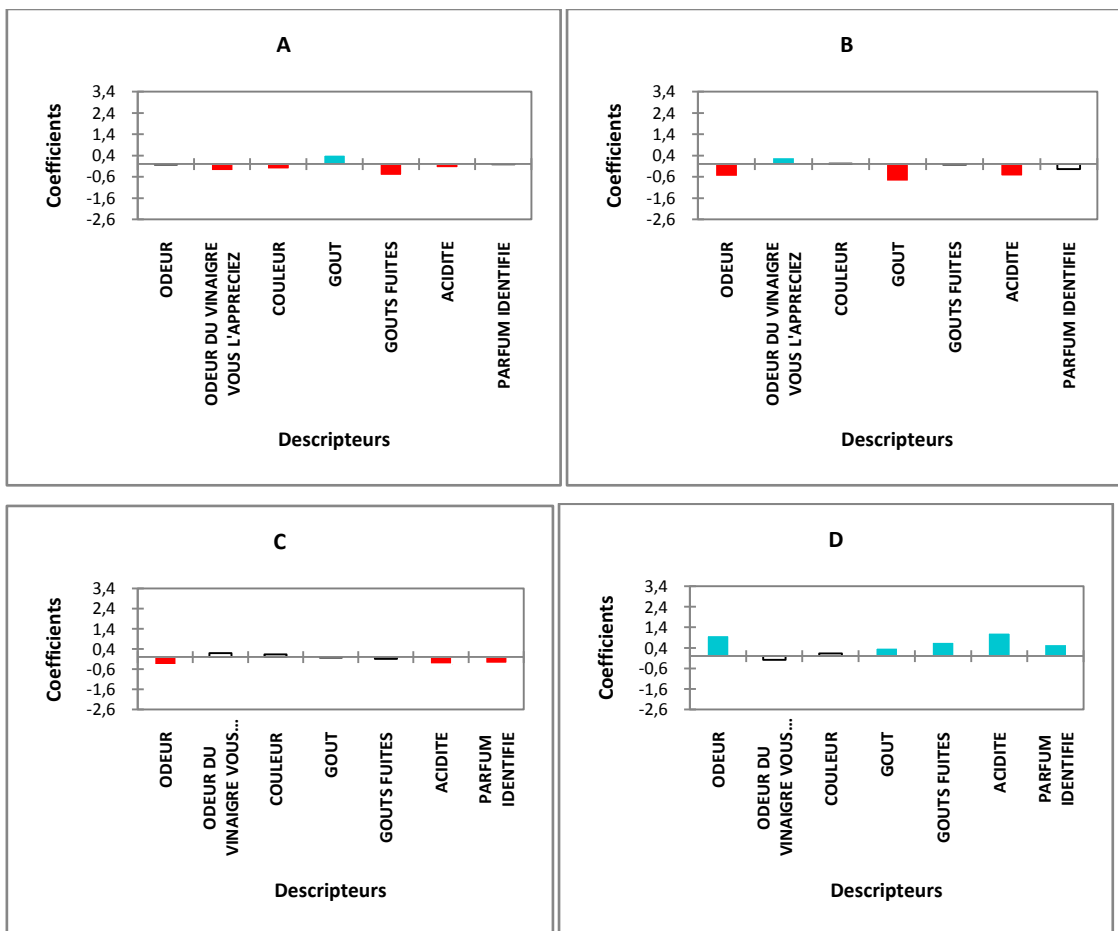 A
Coefficients
3,4
2,4
1,4
0,4
-0,6
-1,6
-2,6
ODEUR
ODEUR DU VINAIGRE
VOUS L'APPRECIEZ
COULEUR
GOUT
GOUTS FUITES
ACIDITE
PARFUM IDENTIFIE
Descripteurs
B
Coefficients
3,4
2,4
1,4
0,4
-0,6
-1,6
-2,6
ODEUR
ODEUR DU VINAIGRE
VOUS L'APPRECIEZ
COULEUR
GOUT
GOUTS FUITES
ACIDITE
PARFUM IDENTIFIE
Descripteurs
C
Coefficients
3,4
2,4
1,4
0,4
-0,6
-1,6
-2,6
ODEUR
ODEUR DU
VINAIGRE VOUS…
COULEUR
GOUT
GOUTS FUITES
ACIDITE
PARFUM
IDENTIFIE
Descripteurs
D
Coefficients
3,4
2,4
1,4
0,4
-0,6
-1,6
-2,6
ODEUR
ODEUR DU
VINAIGRE VOUS…
COULEUR
GOUT
GOUTS FUITES
ACIDITE
PARFUM
IDENTIFIE
Descripteurs